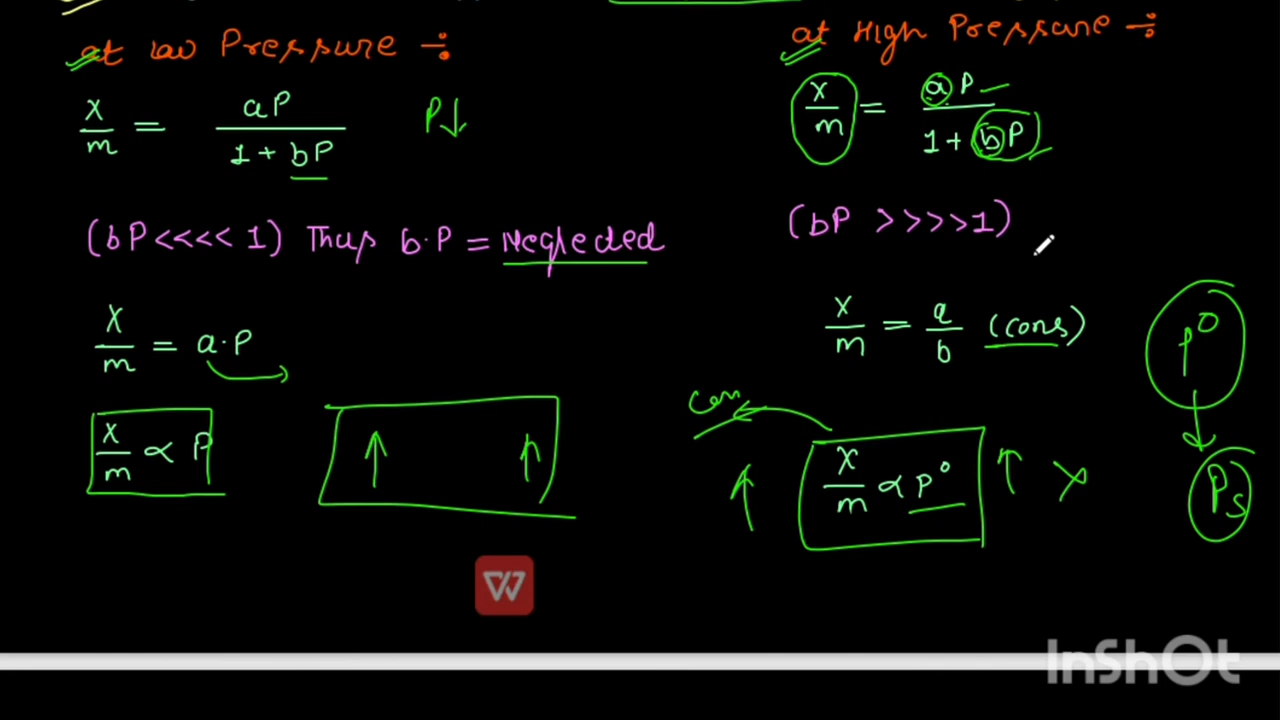 at low Pressure ÷
x/m = aP / 1 + bP P↓
(bP <<<< 1) Thus b.P = Neglected
x/m = a.P
x/m ∝ P ↑ ↑
at High Pressure ÷
x/m = aP / 1 + bP
(bP >>>> 1)
x/m = a/b (cons)
Con
↑ x/m ∝ p° ↑ x
p°
↓
Ps
W
InShOt